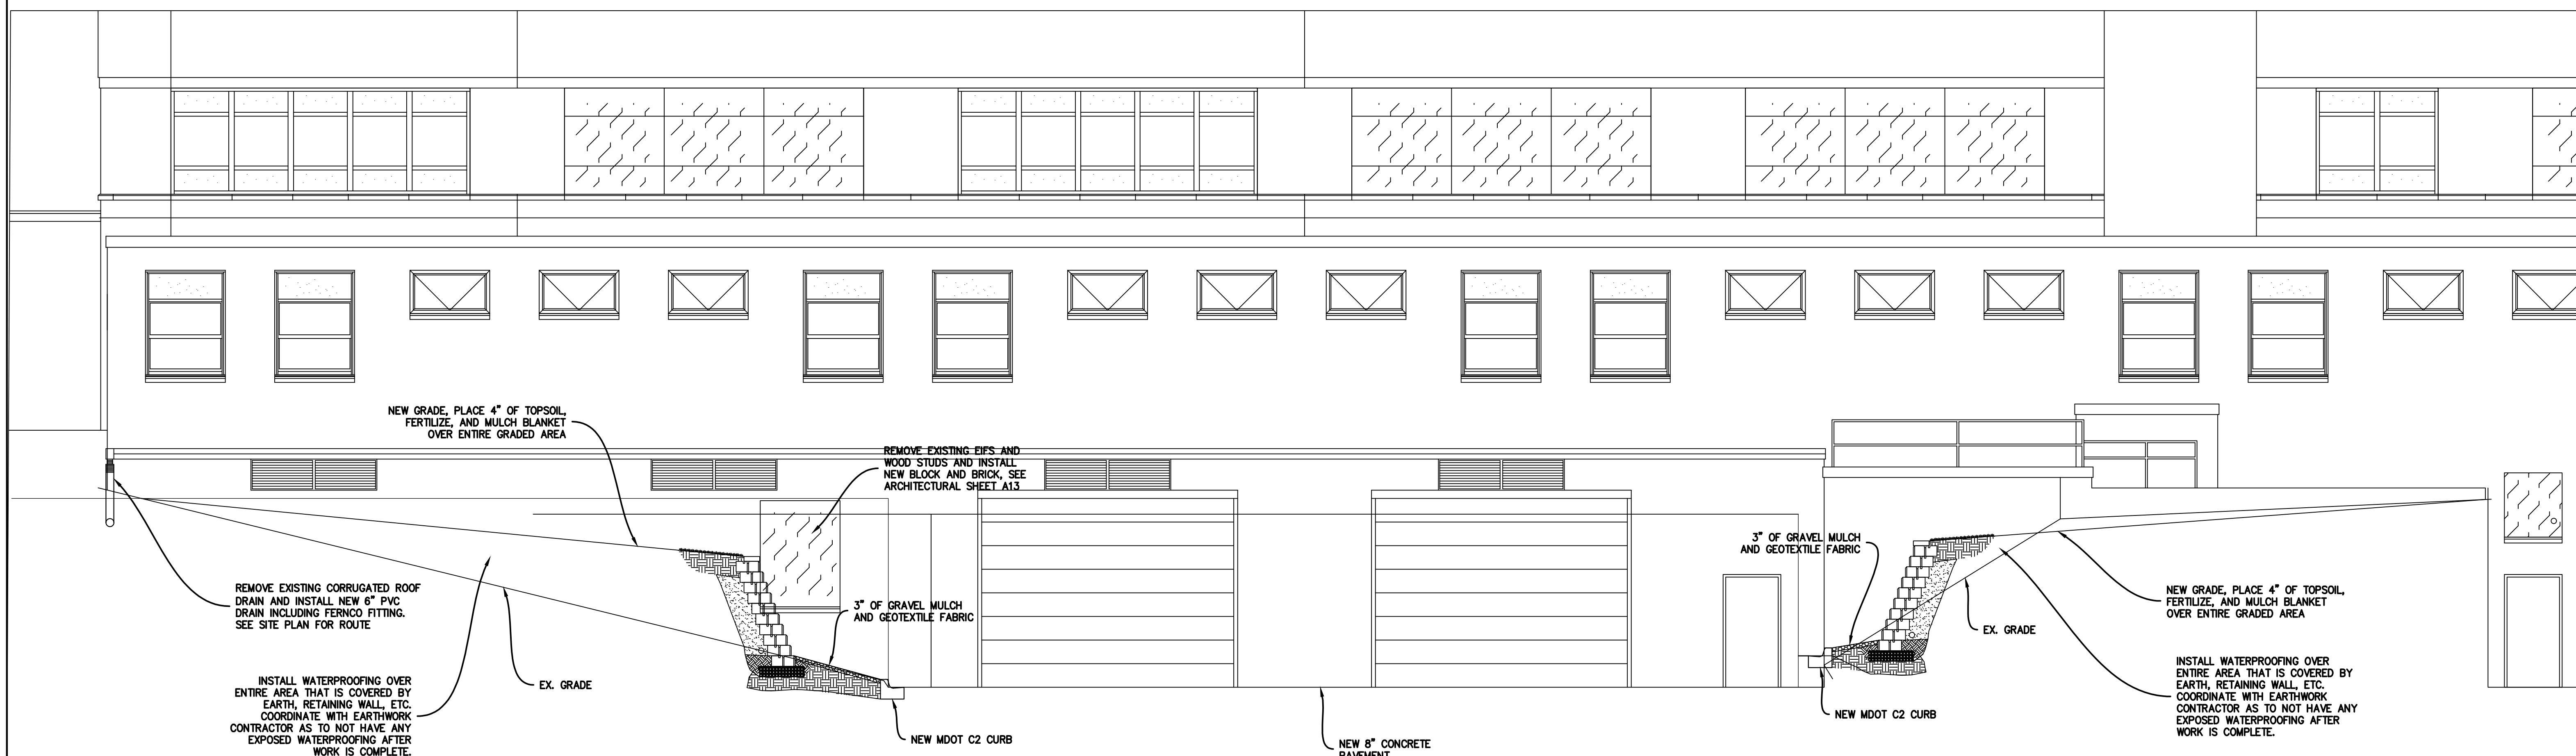 NEW GRADE, PLACE 4" OF TOPSOIL,
FERTILIZE, AND MULCH BLANKET
OVER ENTIRE GRADED AREA
REMOVE EXISTING EIFS AND
WOOD STUDS AND INSTALL
NEW BLOCK AND BRICK, SEE
ARCHITECTURAL SHEET A13
3" OF GRAVEL MULCH
AND GEOTEXTILE FABRIC
REMOVE EXISTING CORRUGATED ROOF
DRAIN AND INSTALL NEW 6" PVC
DRAIN INCLUDING FERNCO FITTING.
SEE SITE PLAN FOR ROUTE
3" OF GRAVEL MULCH
AND GEOTEXTILE FABRIC
NEW GRADE, PLACE 4" OF TOPSOIL,
FERTILIZE, AND MULCH BLANKET
OVER ENTIRE GRADED AREA
EX. GRADE
INSTALL WATERPROOFING OVER
ENTIRE AREA THAT IS COVERED BY
EARTH, RETAINING WALL, ETC.
COORDINATE WITH EARTHWORK
CONTRACTOR AS TO NOT HAVE ANY
EXPOSED WATERPROOFING AFTER
WORK IS COMPLETE.
EX. GRADE
INSTALL WATERPROOFING OVER
ENTIRE AREA THAT IS COVERED BY
EARTH, RETAINING WALL, ETC.
COORDINATE WITH EARTHWORK
CONTRACTOR AS TO NOT HAVE ANY
EXPOSED WATERPROOFING AFTER
WORK IS COMPLETE.
NEW MDOT C2 CURB
NEW MDOT C2 CURB
NEW 8" CONCRETE
PAVEMENT